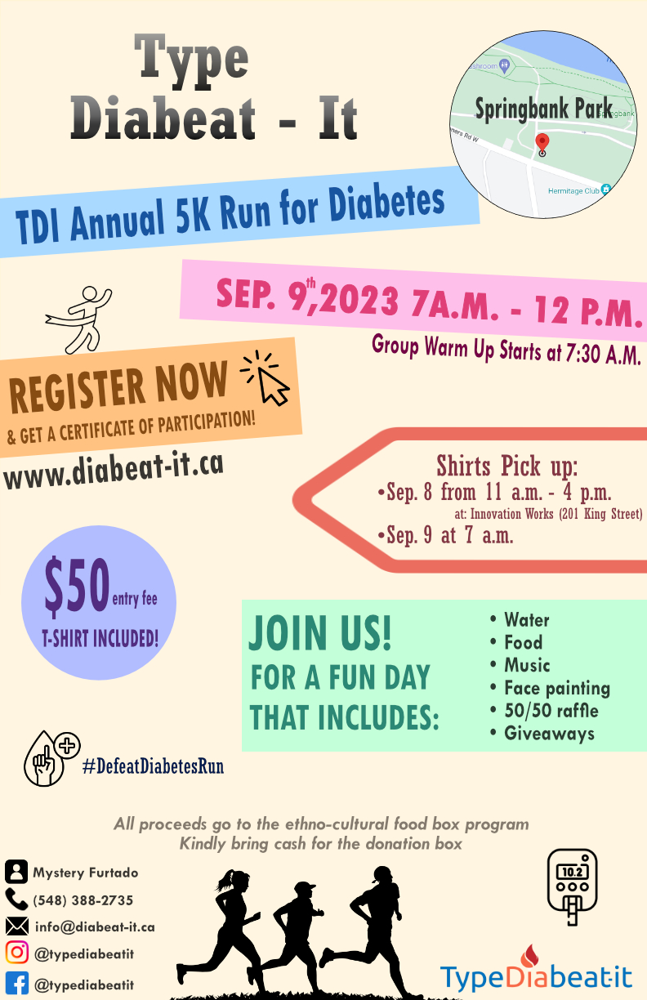 Type
Diabeat - It
Springbank Park
Springbank
Hermitage Club
TDI Annual 5K Run for Diabetes
SEP. 9th,2023 7A.M. - 12 P.M.
Group Warm Up Starts at 7:30 A.M.
REGISTER NOW
& GET A CERTIFICATE OF PARTICIPATION!
www.diabeat-it.ca
Shirts Pick up:
•Sep. 8 from 11 a.m. - 4 p.m.
at: Innovation Works (201 King Street)
•Sep. 9 at 7 a.m.
$50 entry fee
T-SHIRT INCLUDED!
JOIN US!
FOR A FUN DAY
THAT INCLUDES:
• Water
• Food
• Music
• Face painting
• 50/50 raffle
• Giveaways
#DefeatDiabetesRun
All proceeds go to the ethno-cultural food box program
Kindly bring cash for the donation box
Mystery Furtado
(548) 388-2735
info@diabeat-it.ca
@typediabeatit
@typediabeatit
10.2
TypeDiabeat-it